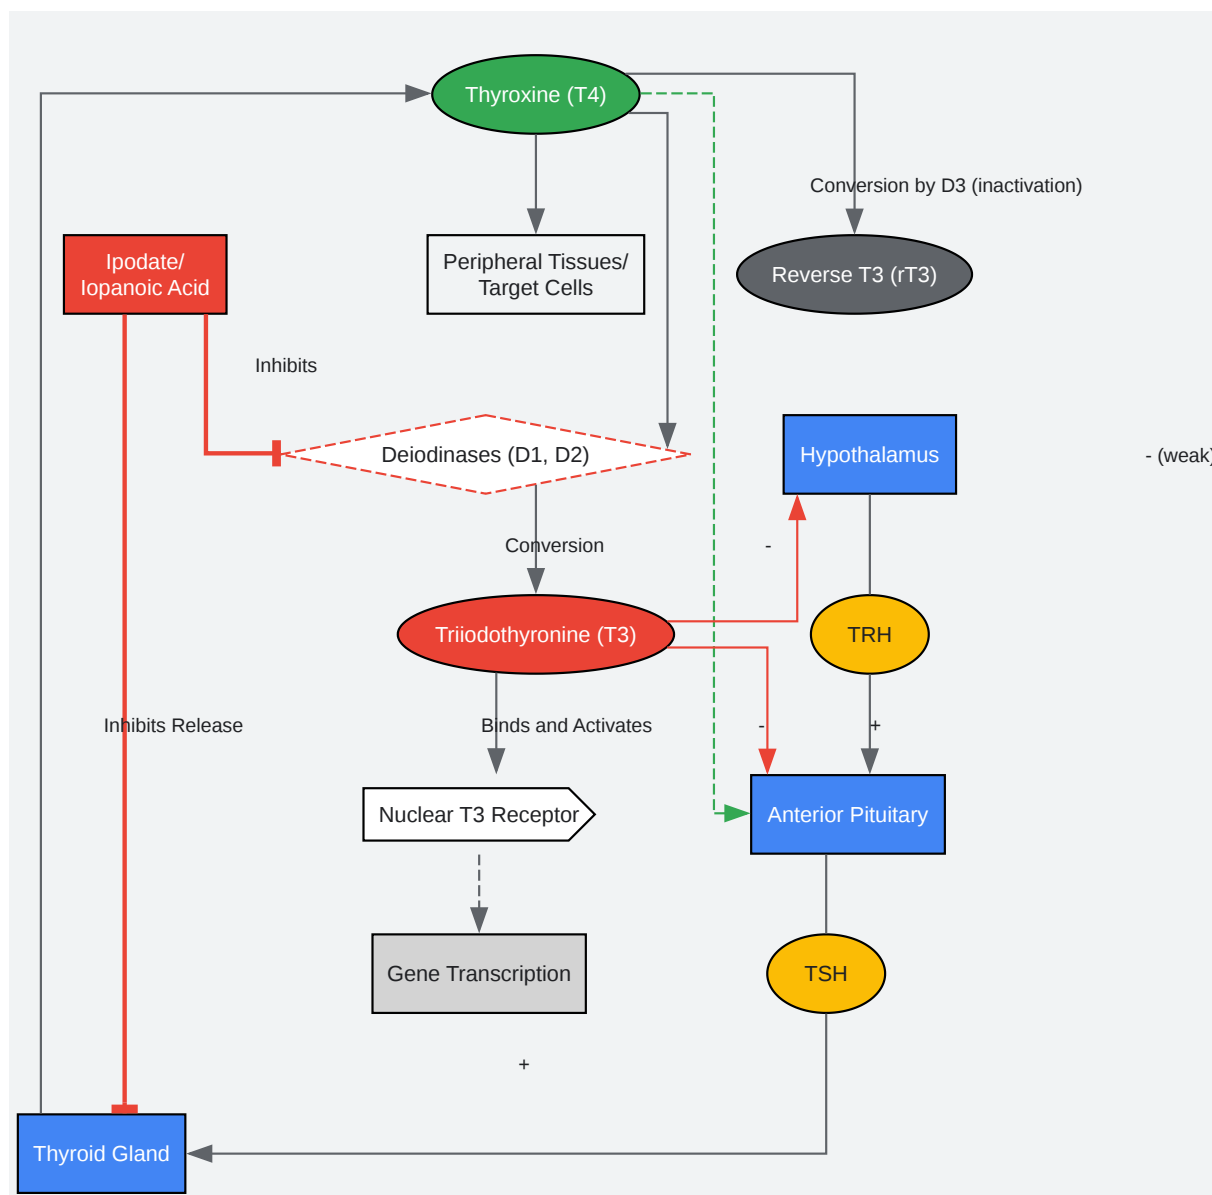 Thyroxine (T4)
Conversion by D3 (inactivation)
Ipodate/
Iopanoic Acid
Peripheral Tissues/
Target Cells
Reverse T3 (rT3)
Inhibits
Deiodinases (D1, D2)
Hypothalamus
- (weak)
Conversion
-
Triiodothyronine (T3)
TRH
Inhibits Release
Binds and Activates
-
+
Nuclear T3 Receptor
Anterior Pituitary
Gene Transcription
TSH
+
Thyroid Gland